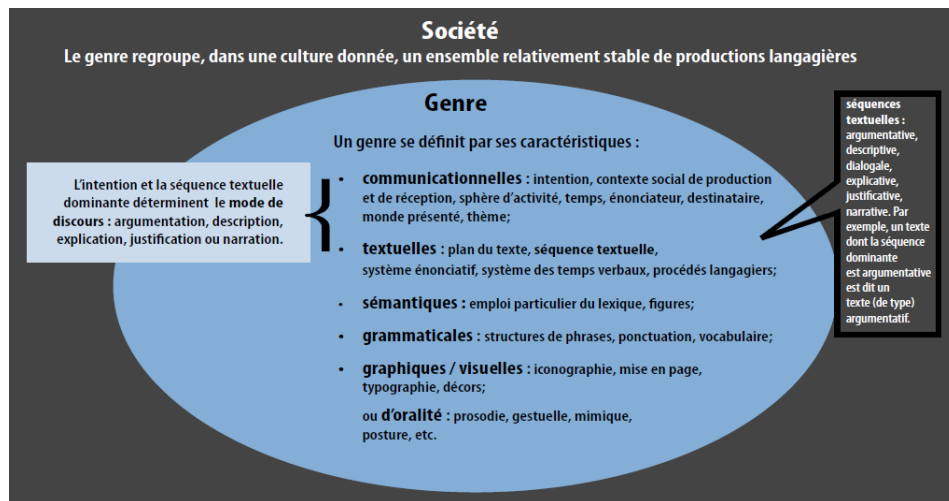 Société
Le genre regroupe, dans une culture donnée, un ensemble relativement stable de productions langagières
Genre
Un genre se définit par ses caractéristiques :
L'intention et la séquence textuelle
dominante déterminent le mode de
discours : argumentation, description,
explication, justification ou narration.
• communicationnelles : intention, contexte social de production
et de réception, sphère d'activité, temps, énonciateur, destinataire,
monde présenté, thème;
• textuelles : plan du texte, séquence textuelle,
système énonciatif, système des temps verbaux, procédés langagiers;
• sémantiques : emploi particulier du lexique, figures;
• grammaticales : structures de phrases, ponctuation, vocabulaire;
• graphiques / visuelles : iconographie, mise en page,
typographie, décors;
ou d'oralité : prosodie, gestuelle, mimique,
posture, etc.
séquences
textuelles :
argumentative,
descriptive,
dialogale,
explicative,
justificative,
narrative. Par
exemple, un texte
dont la séquence
dominante
est argumentative
est dit un
texte (de type)
argumentatif.